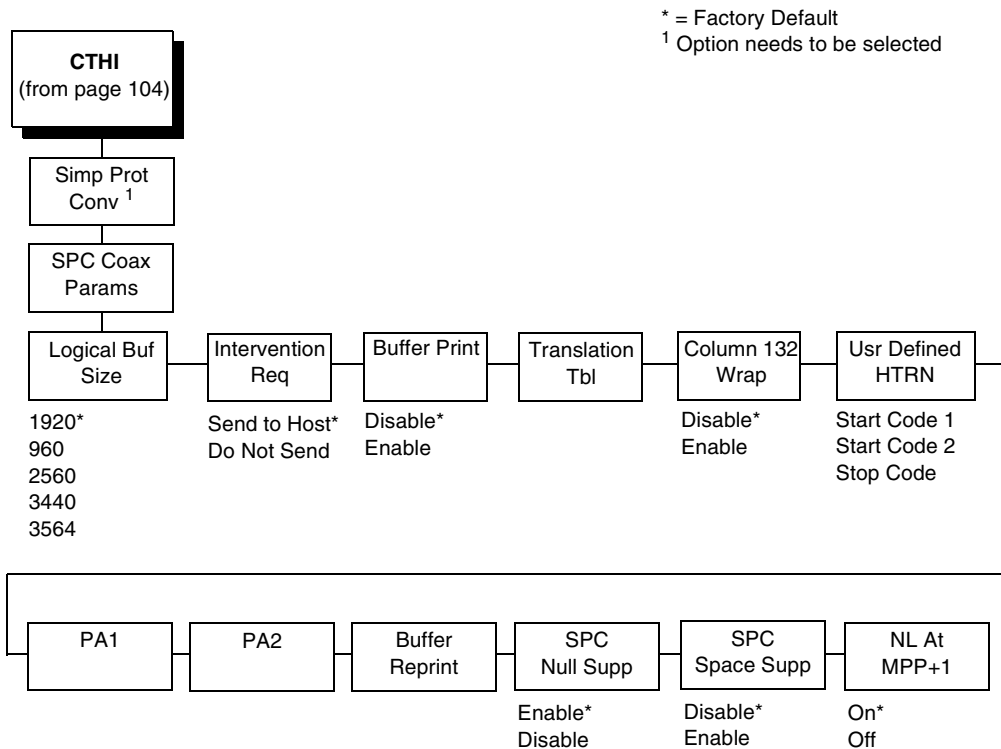 * = Factory Default
1 Option needs to be selected
CTHI
(from page 104)
Simp Prot
Conv 1
SPC Coax
Params
Logical Buf
Size
1920*
960
2560
3440
3564
Intervention
Req
Send to Host*
Do Not Send
Buffer Print
Disable*
Enable
Translation
Tbl
Column 132
Wrap
Disable*
Enable
Usr Defined
HTRN
Start Code 1
Start Code 2
Stop Code
PA1
PA2
Buffer
Reprint
SPC
Null Supp
Enable*
Disable
SPC
Space Supp
Disable*
Enable
NL At
MPP+1
On*
Off